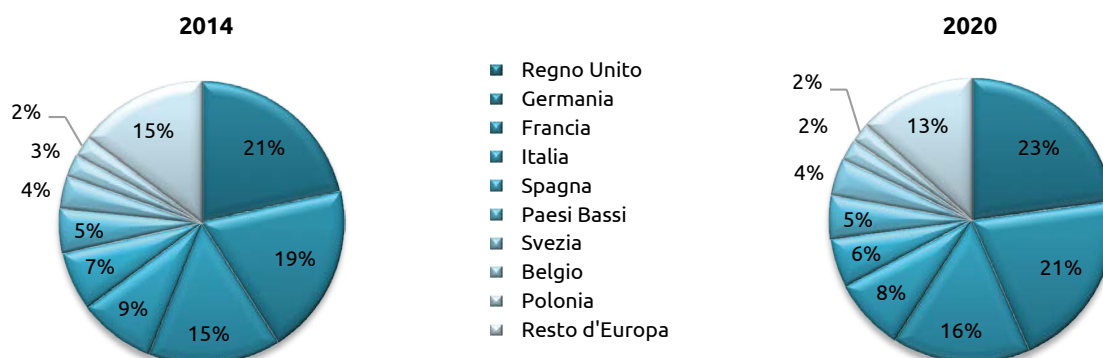 2014
21%
19%
15%
9%
7%
5%
4%
3%
2%
15%
Regno Unito
Germania
Francia
Italia
Spagna
Paesi Bassi
Svezia
Belgio
Polonia
Resto d'Europa
2020
23%
21%
16%
8%
6%
5%
4%
2%
2%
13%